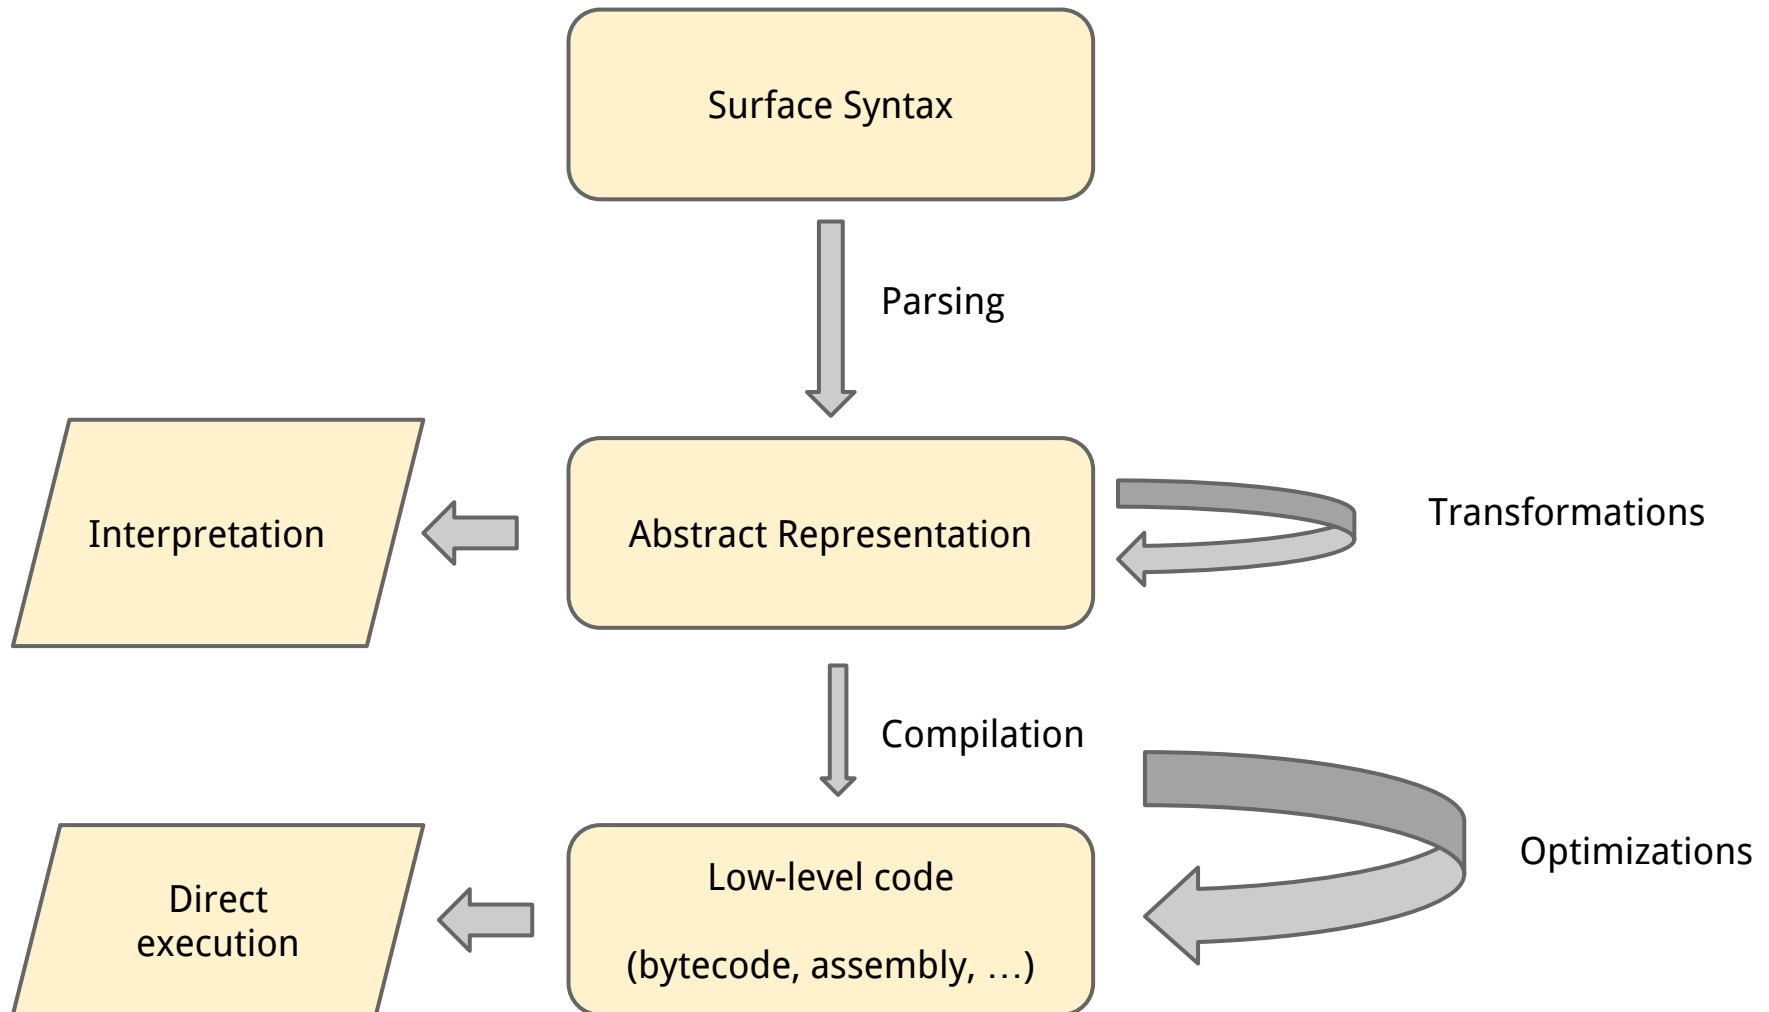 Surface Syntax
Parsing
Interpretation
Abstract Representation
Transformations
Compilation
Optimizations
Direct
execution
Low-level code
(bytecode, assembly, …)